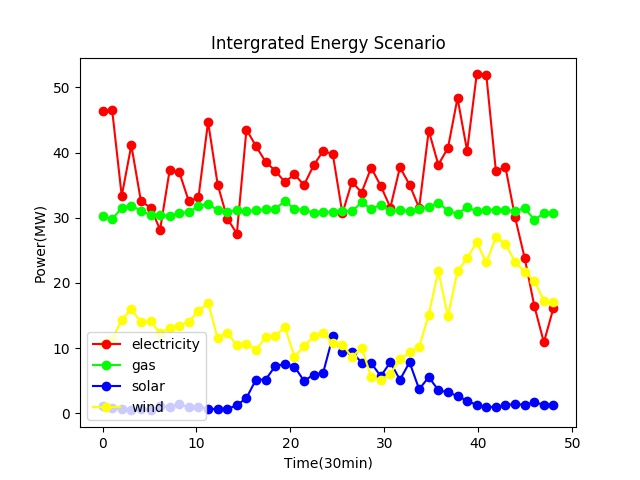 Intergrated Energy Scenario
Power(MW)
50
40
30
20
10
0
electricity
gas
solar
wind
0 10 20 30 40 50
Time(30min)